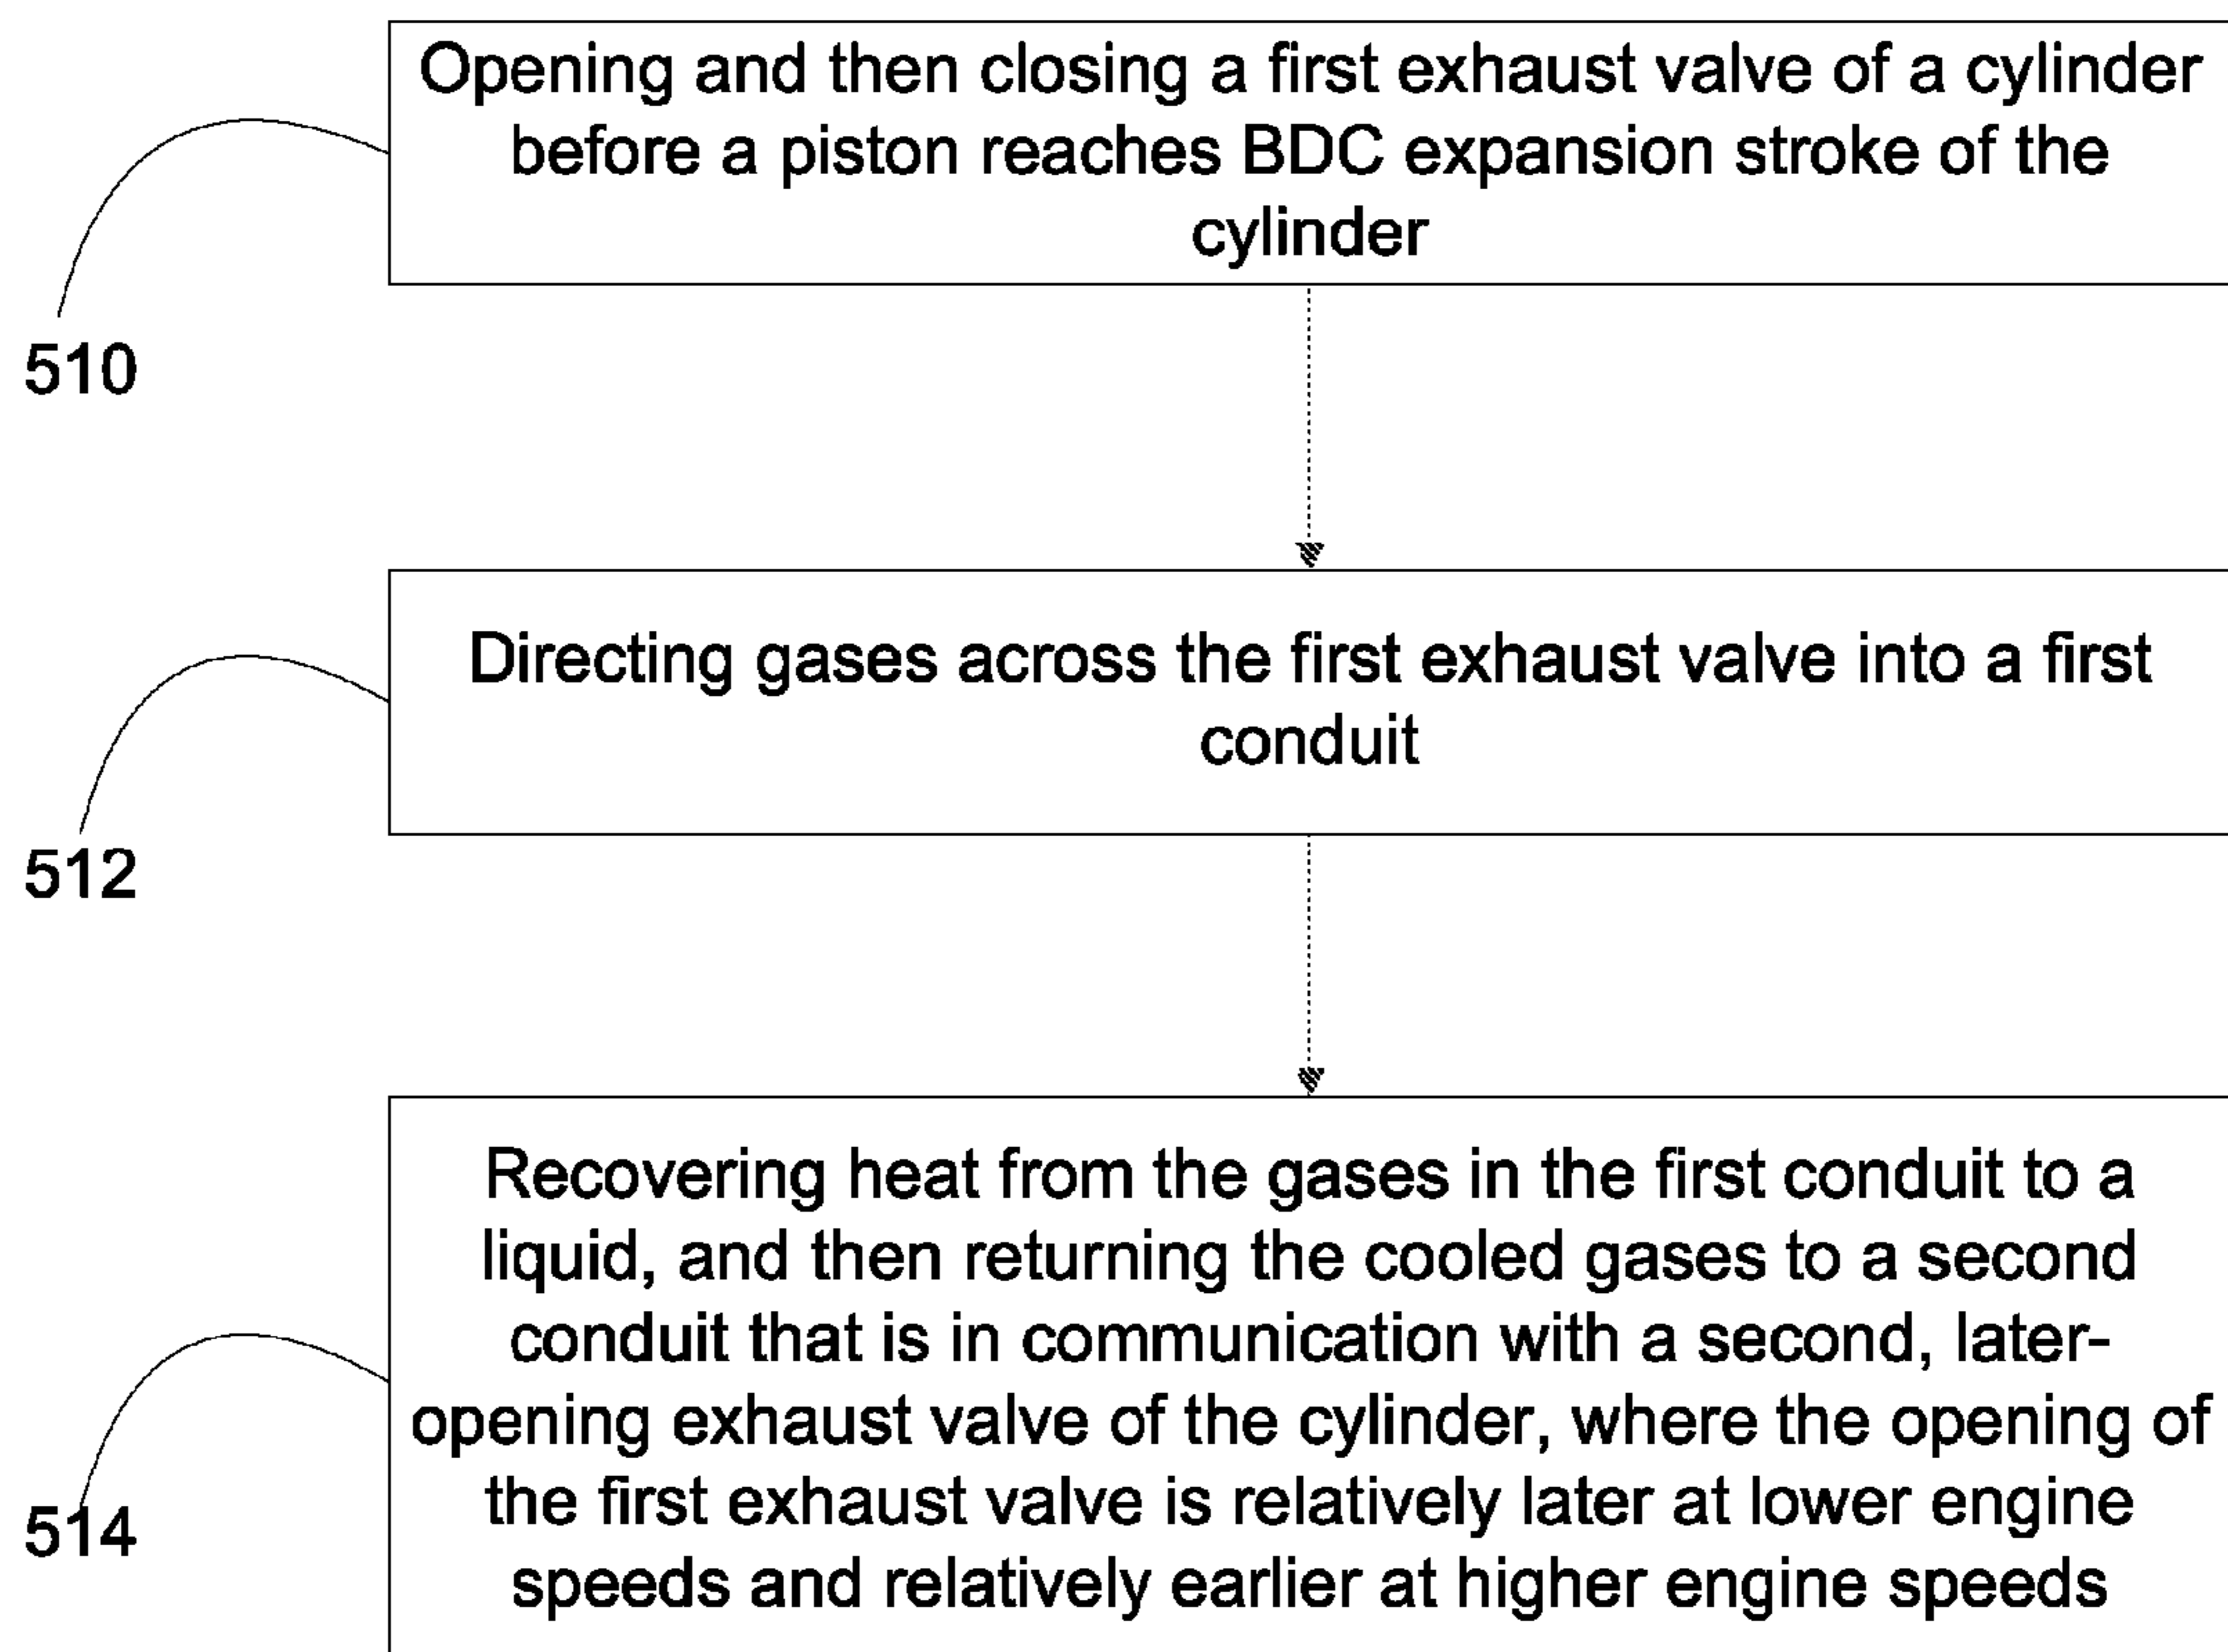 Opening and then closing a first exhaust valve of a cylinder
before a piston reaches BDC expansion stroke of the
cylinder
510
Directing gases across the first exhaust valve into a first
conduit
512
Recovering heat from the gases in the first conduit to a
liquid, and then returning the cooled gases to a second
conduit that is in communication with a second, later-
opening exhaust valve of the cylinder, where the opening of
the first exhaust valve is relatively later at lower engine
speeds and relatively earlier at higher engine speeds
514